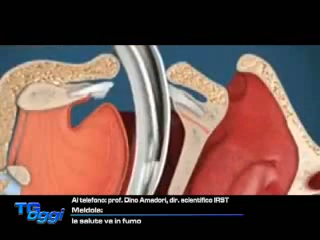 Al telefono: prof. Dino Amadori, dir. scientifico IRST
Meldola:
la salute va in fumo
TG
oggi